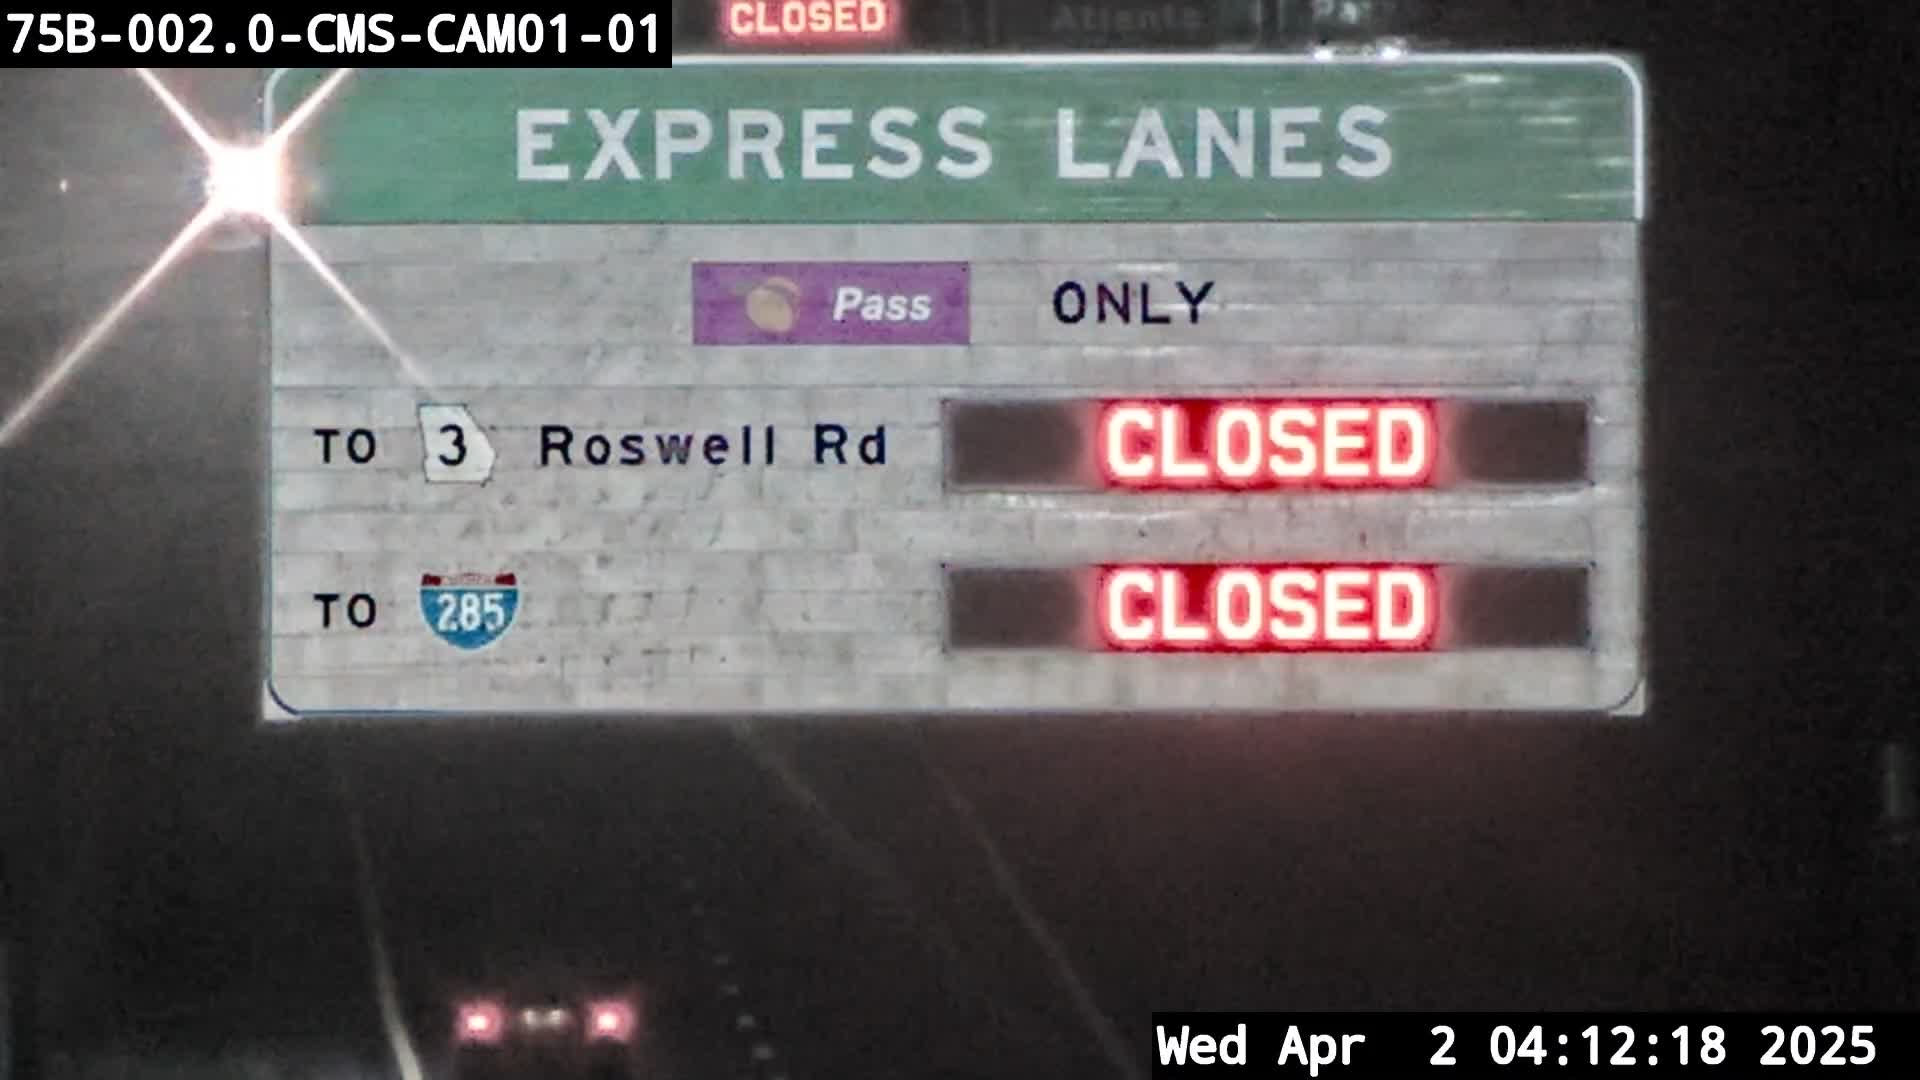 75B-002.0-CMS-CAM01-01
CLOSED
Atlanta
EXPRESS LANES
Pass ONLY
TO 3 Roswell Rd CLOSED
TO 285 CLOSED
Wed Apr 2 04:12:18 2025